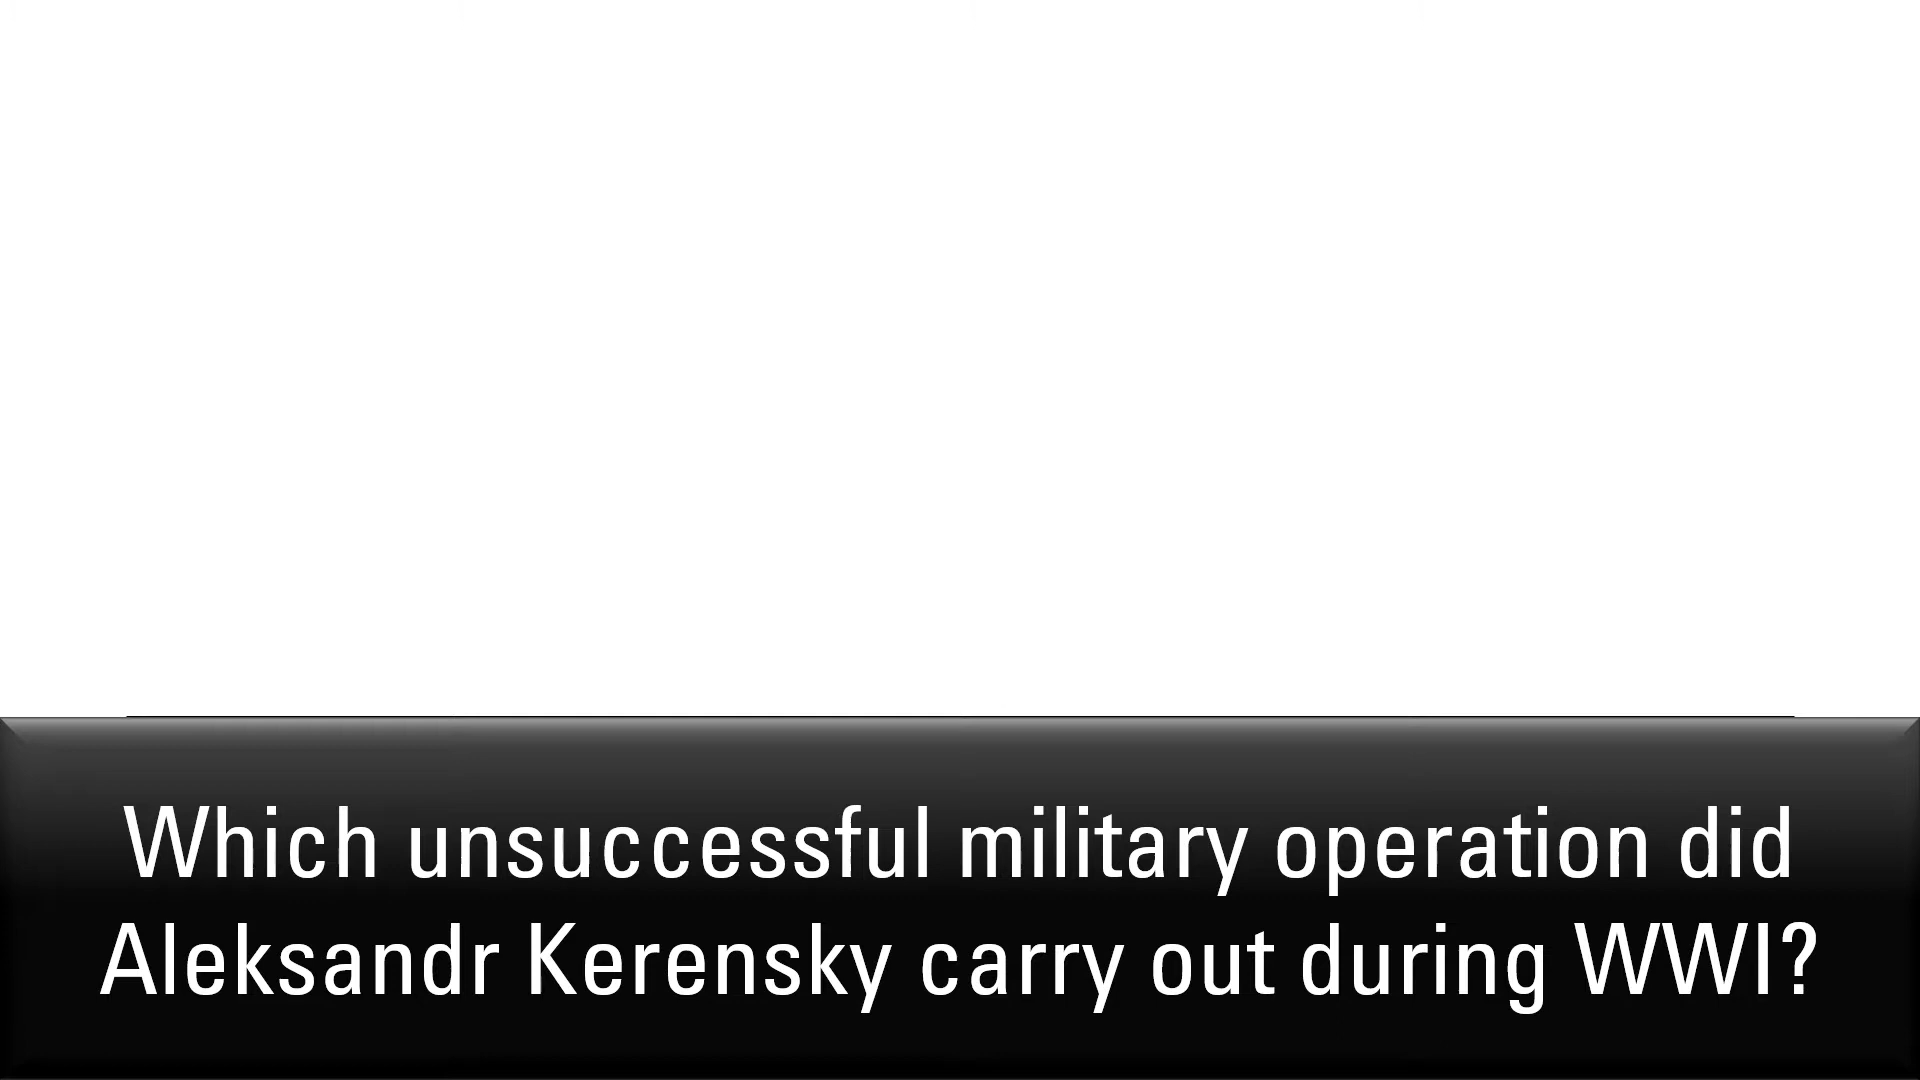 Which unsuccessful military operation did
Aleksandr Kerensky carry out during WWI?